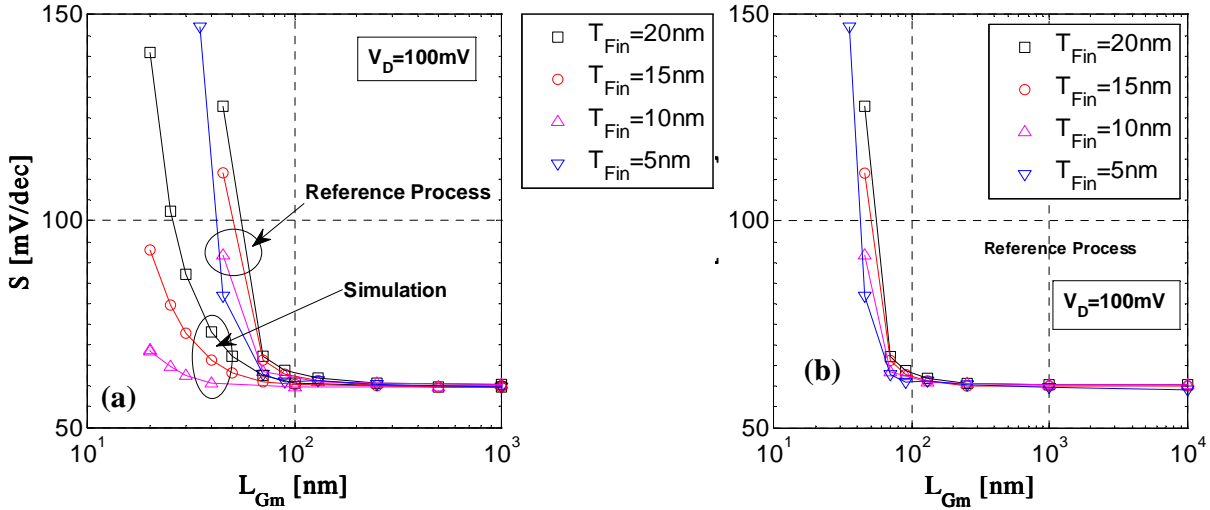 150
V_D=100mV
T_Fin=20nm
T_Fin=15nm
T_Fin=10nm
T_Fin=5nm
100
Reference Process
Simulation
(a)
50
10^1
10^2
10^3
S [mV/dec]
L_Gm [nm]
150
T_Fin=20nm
T_Fin=15nm
T_Fin=10nm
T_Fin=5nm
100
Reference Process
V_D=100mV
(b)
50
10^1
10^2
10^3
10^4
L_Gm [nm]